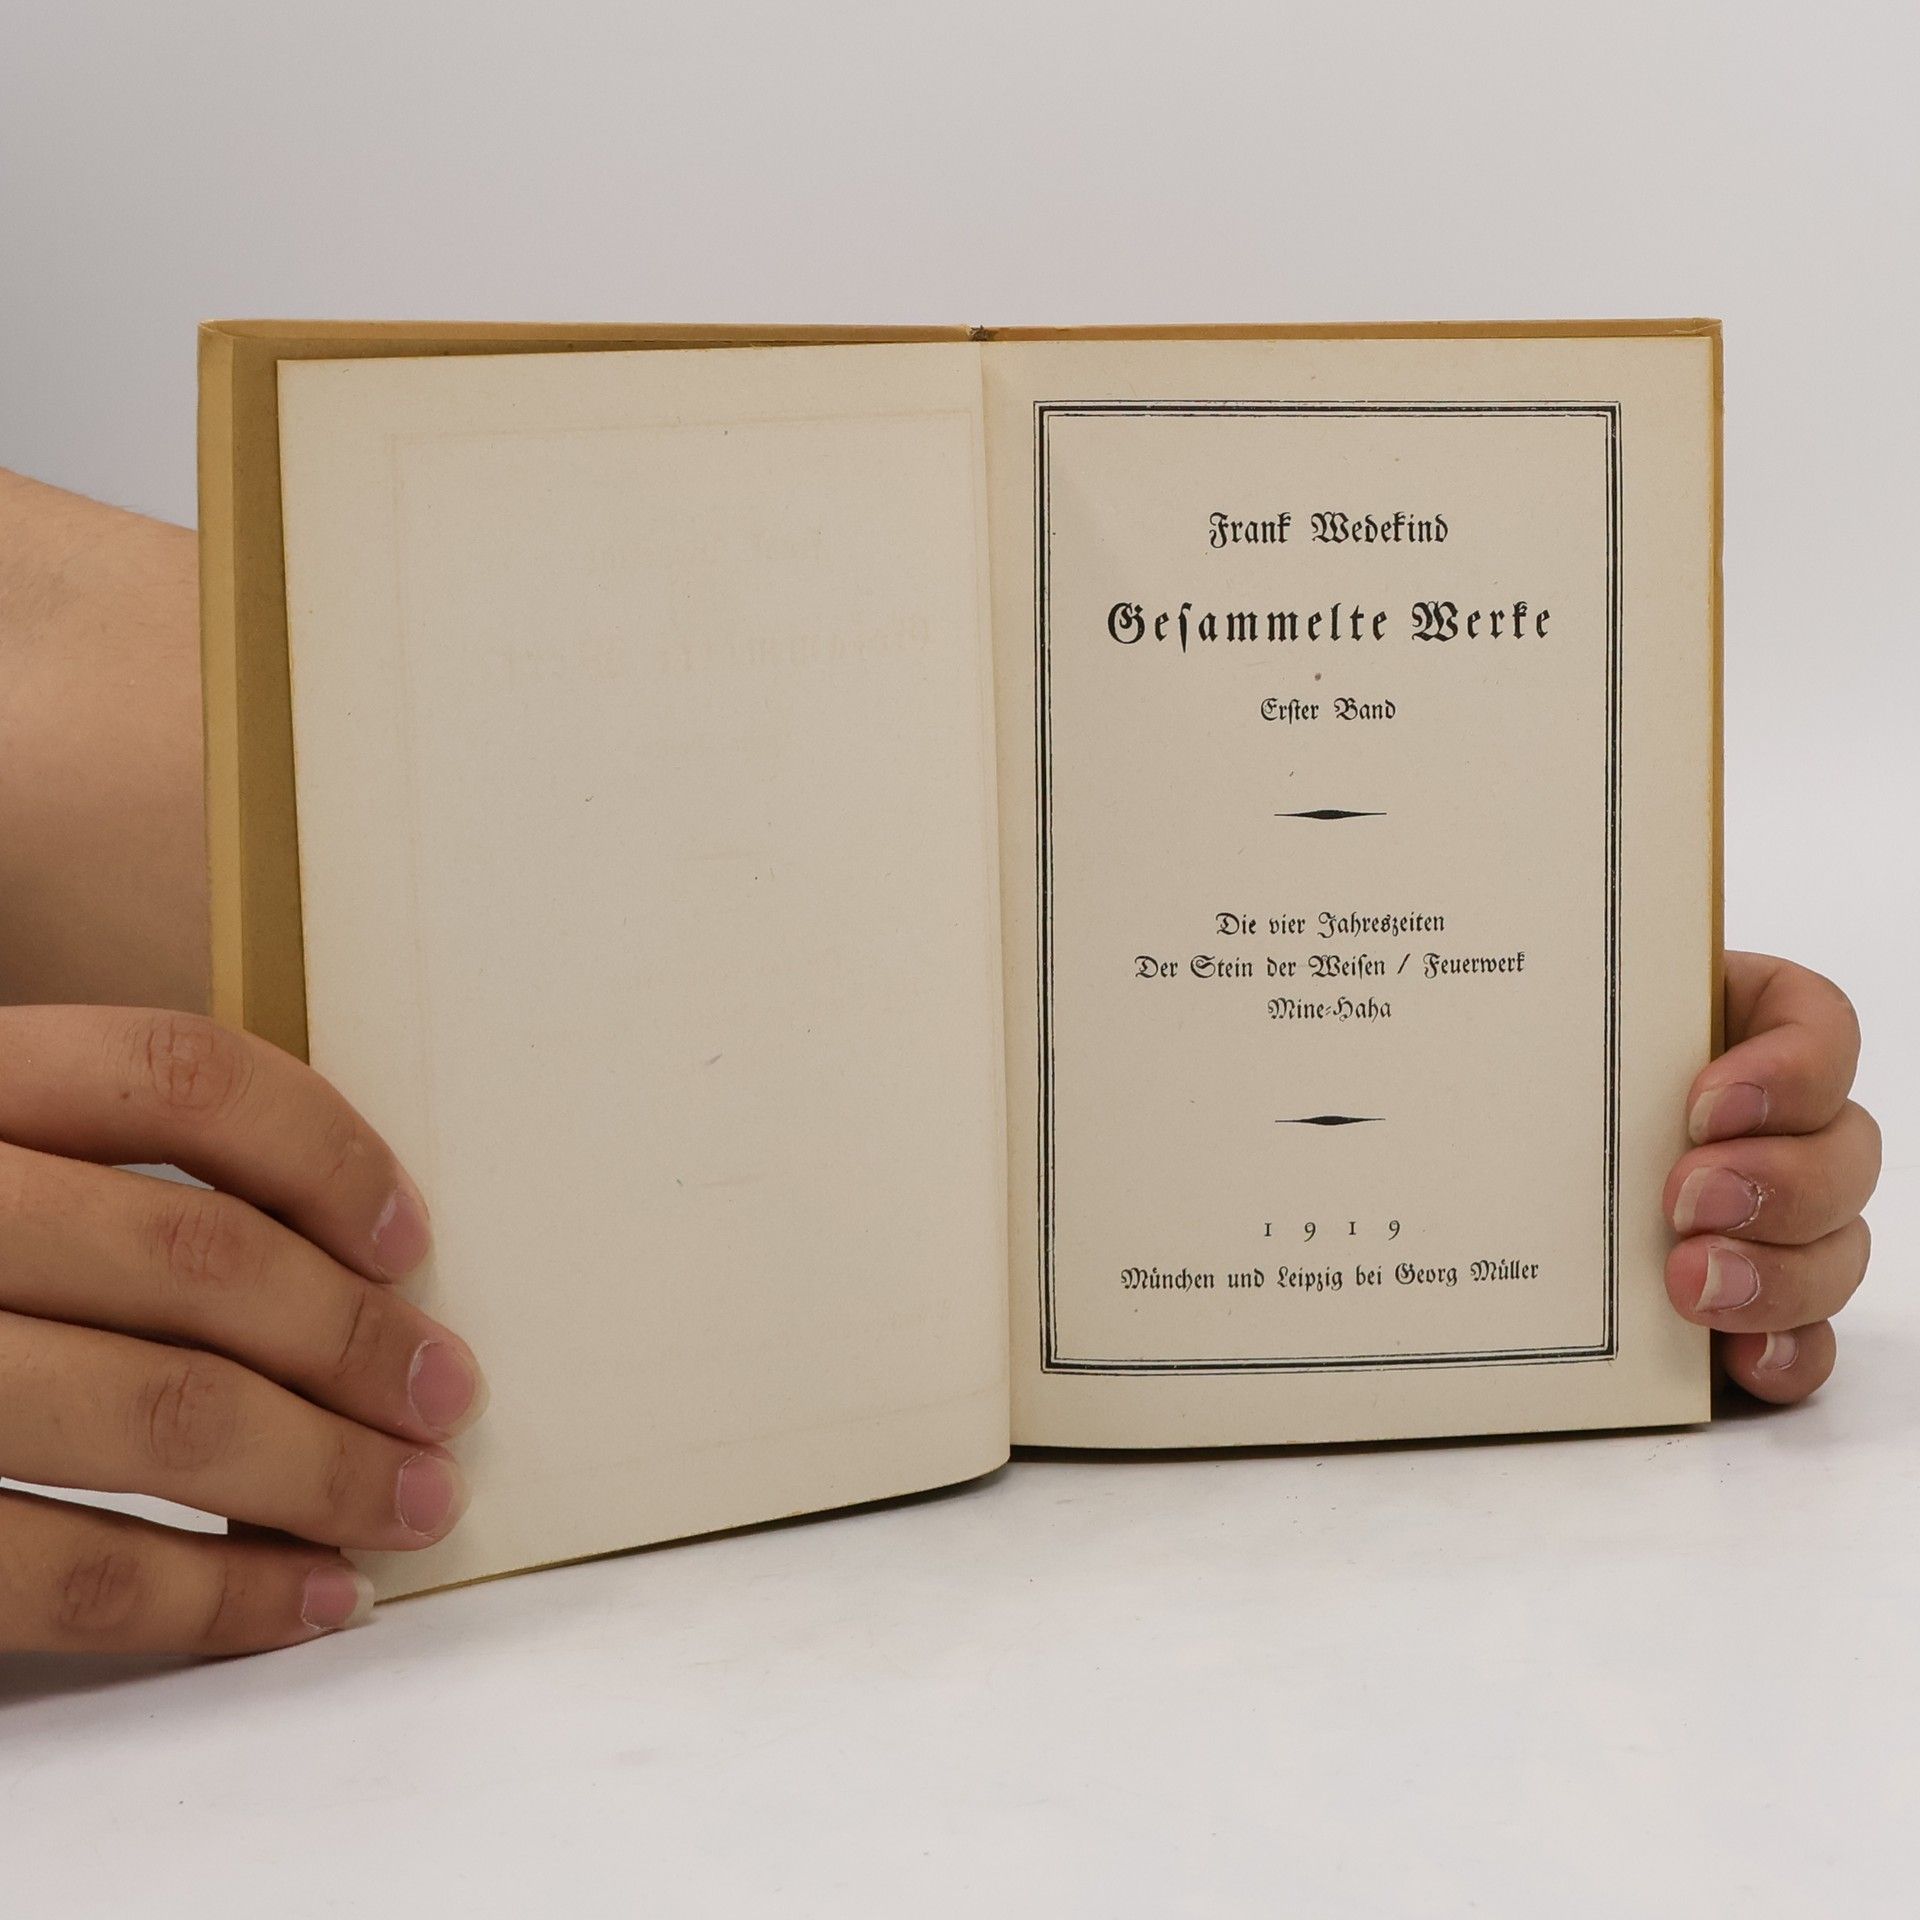 Frank Wedekind
Geſammelte Werke
Erſter Band
Die vier Jahreszeiten
Der Stein der Weiſen / Feuerwerk
Mine-Haha
1919
München und Leipzig bei Georg Müller